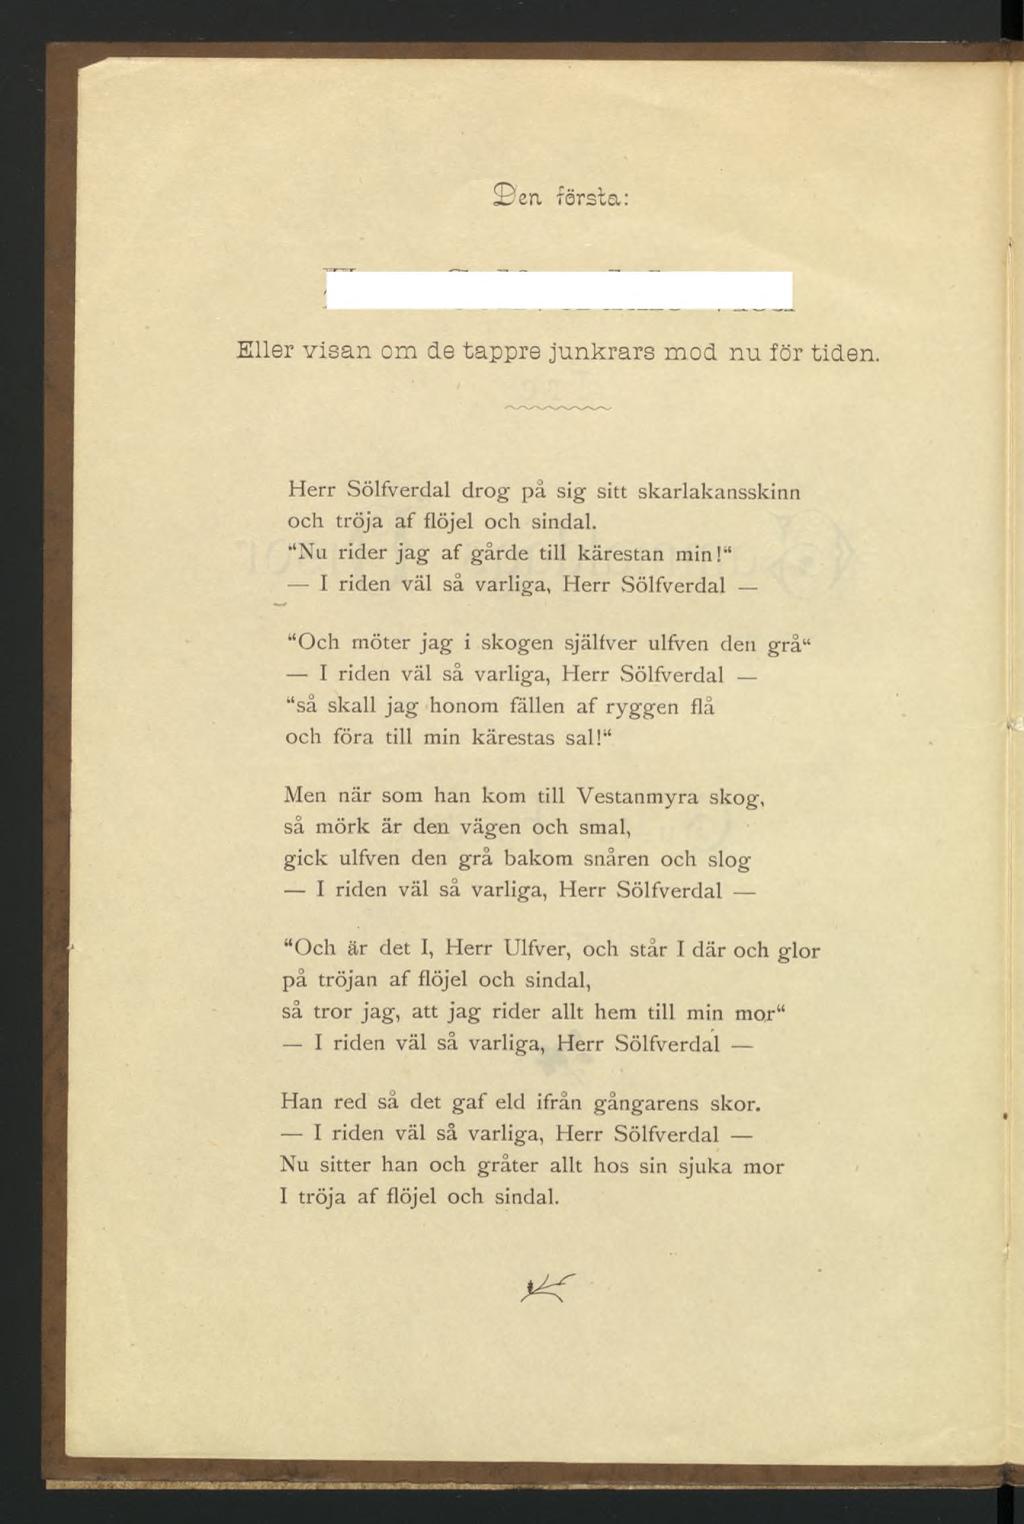 Den första:
Eller visan om de tappre junkrars mod nu för tiden.
Herr Sölfverdal drog på sig sitt skarlakansskinn
och tröja af flöjel och sindal.
“Nu rider jag af gårde till kärestan min!“
— I riden väl så varliga, Herr Sölfverdal —
“Och möter jag i skogen själfver ulfven den grå“
— I riden väl så varliga, Herr Sölfverdal —
“så skall jag honom fällen af ryggen flå
och föra till min kärestas sal!“
Men när som han kom till Vestanmyra skog,
så mörk är den vägen och smal,
gick ulfven den grå bakom snåren och slog
— I riden väl så varliga, Herr Sölfverdal —
“Och är det I, Herr Ulfver, och står I där och glor
på tröjan af flöjel och sindal,
så tror jag, att jag rider allt hem till min mor“
— I riden väl så varliga, Herr Sölfverdal —
Han red så det gaf eld ifrån gångarens skor.
— I riden väl så varliga, Herr Sölfverdal —
Nu sitter han och gråter allt hos sin sjuka mor
I tröja af flöjel och sindal.